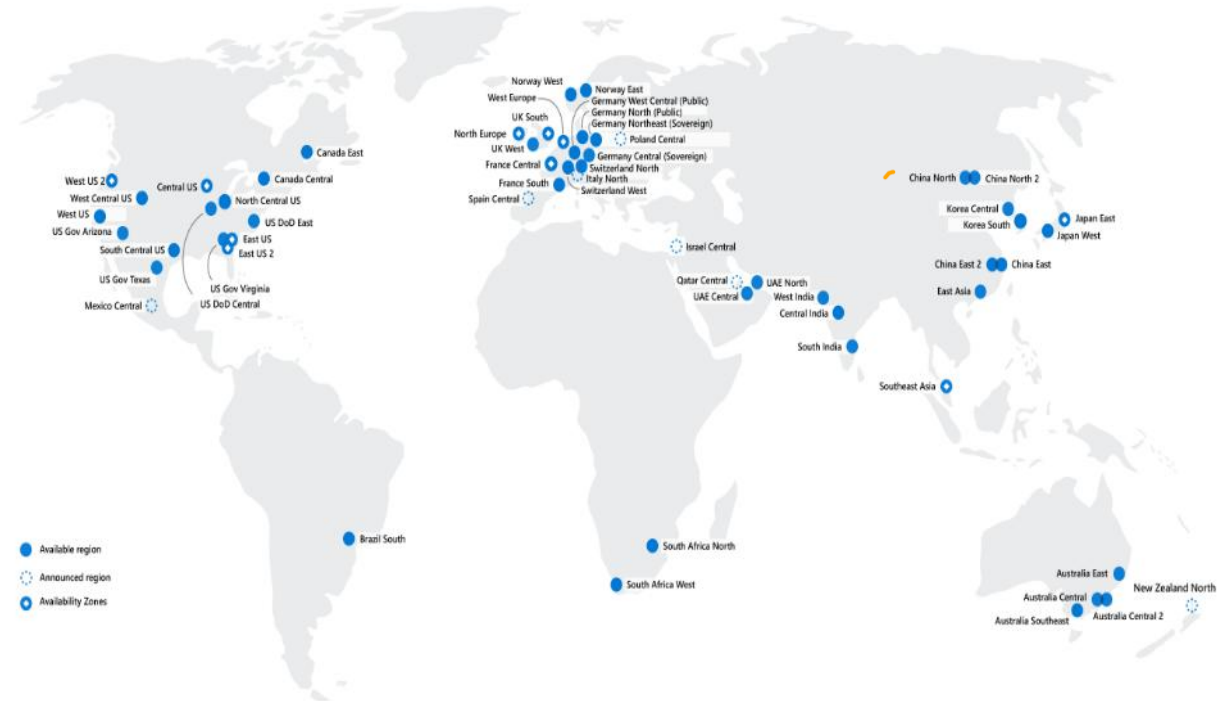 Norway West
Norway East
West Europe
Germany West Central (Public)
Germany North (Public)
UK South
Germany Northeast (Sovereign)
North Europe
Poland Central
UK West
Canada East
Germany Central (Sovereign)
France Central
Switzerland North
West US 2
Central US
Canada Central
Italy North
China North
China North 2
France South
Switzerland West
West Central US
North Central US
Spain Central
West US
Korea Central
Japan East
US DoD East
Korea South
US Gov Arizona
Japan West
East US
South Central US
East US 2
Israel Central
China East 2
China East
US Gov Texas
Qatar Central
UAE North
US Gov Virginia
UAE Central
West India
East Asia
Mexico Central
US DoD Central
Central India
South India
Southeast Asia
Brazil South
South Africa North
Available region
Announced region
Australia East
South Africa West
New Zealand North
Availability Zones
Australia Central
Australia Southeast
Australia Central 2